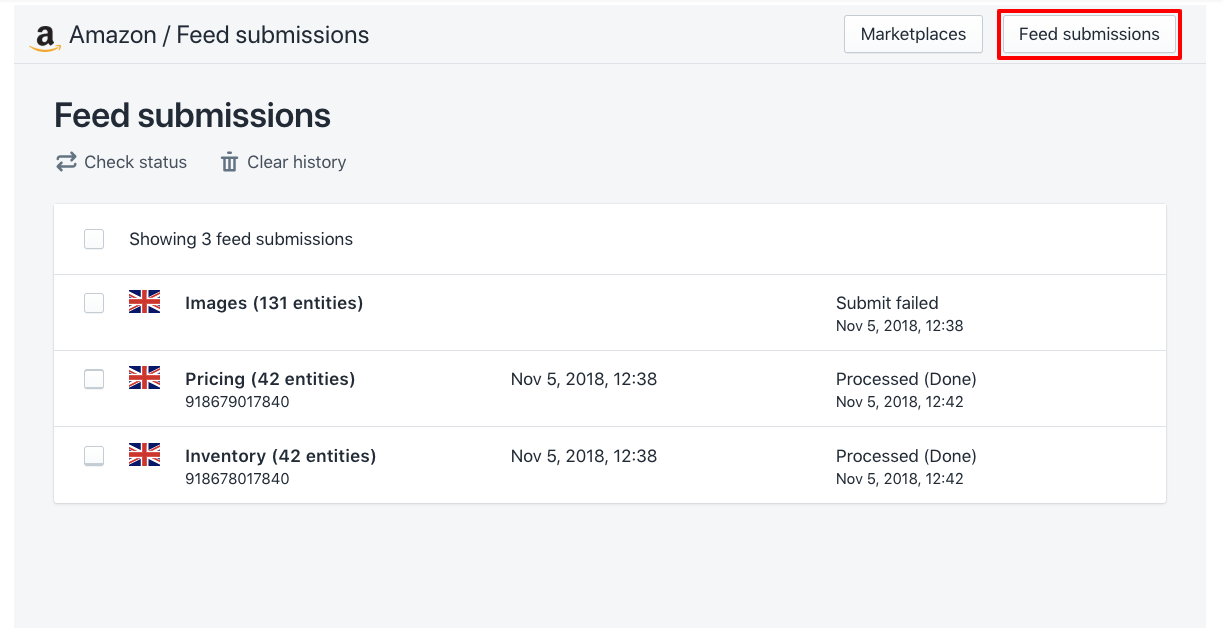 a Amazon / Feed submissions
Marketplaces
Feed submissions
Feed submissions
Check status
Clear history
Showing 3 feed submissions
Images (131 entities)
Submit failed
Nov 5, 2018, 12:38
Pricing (42 entities)
Nov 5, 2018, 12:38
Processed (Done)
918679017840
Nov 5, 2018, 12:42
Inventory (42 entities)
Nov 5, 2018, 12:38
Processed (Done)
918678017840
Nov 5, 2018, 12:42